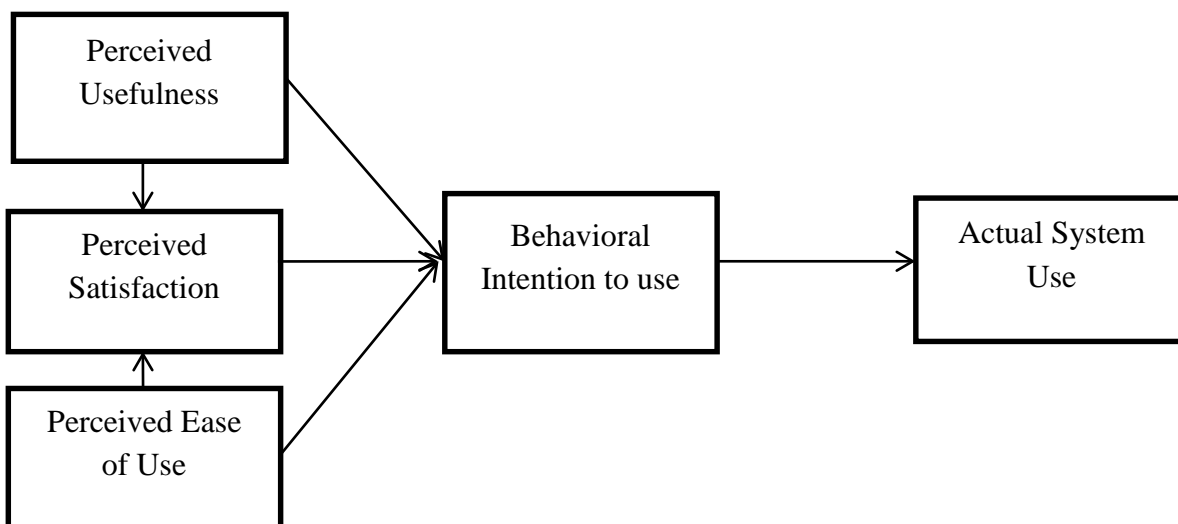 Perceived
Usefulness
Perceived
Satisfaction
Perceived Ease
of Use
Behavioral
Intention to use
Actual System
Use